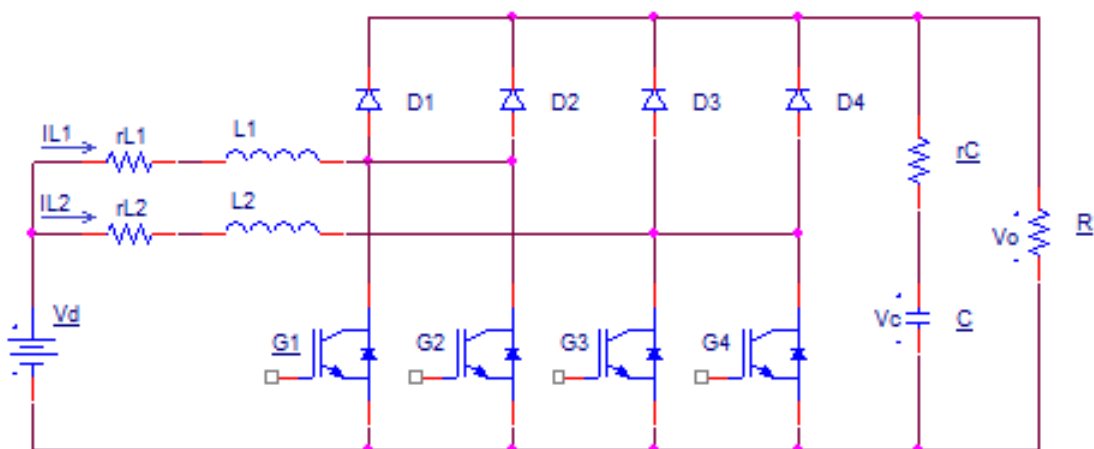 D1 D2 D3 D4
IL1 rL1 L1
rC
IL2 rL2 L2
Vo R
Vd
G1 G2 G3 G4
Vc C